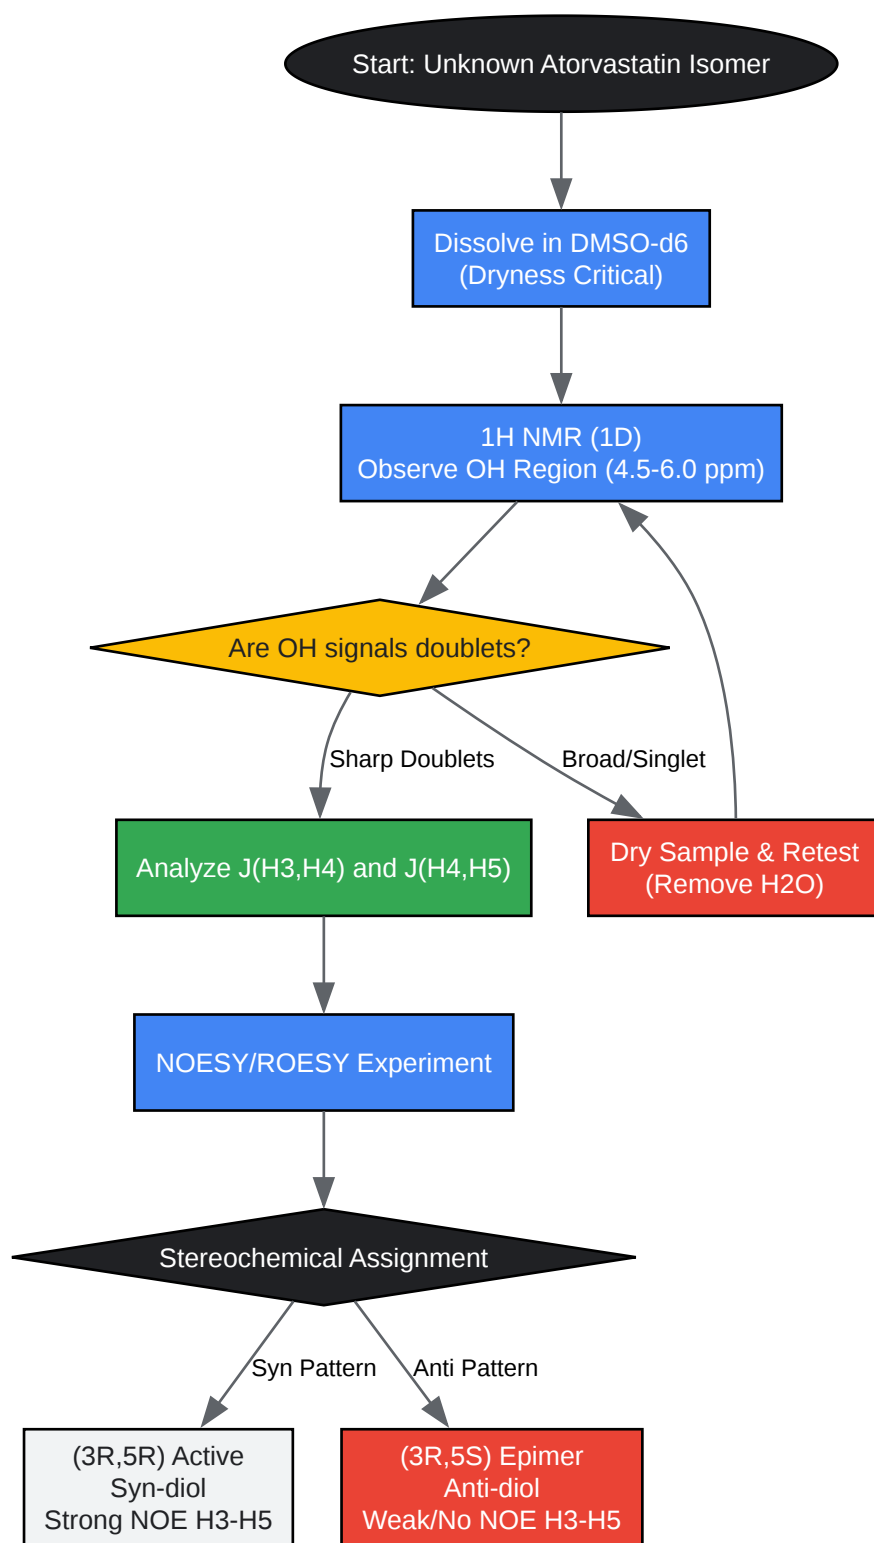 Start: Unknown Atorvastatin Isomer
Dissolve in DMSO-d6
(Dryness Critical)
1H NMR (1D)
Observe OH Region (4.5-6.0 ppm)
Are OH signals doublets?
Sharp Doublets
Broad/Singlet
Analyze J(H3,H4) and J(H4,H5)
Dry Sample & Retest
(Remove H2O)
NOESY/ROESY Experiment
Stereochemical Assignment
Syn Pattern
Anti Pattern
(3R,5R) Active
Syn-diol
Strong NOE H3-H5
(3R,5S) Epimer
Anti-diol
Weak/No NOE H3-H5